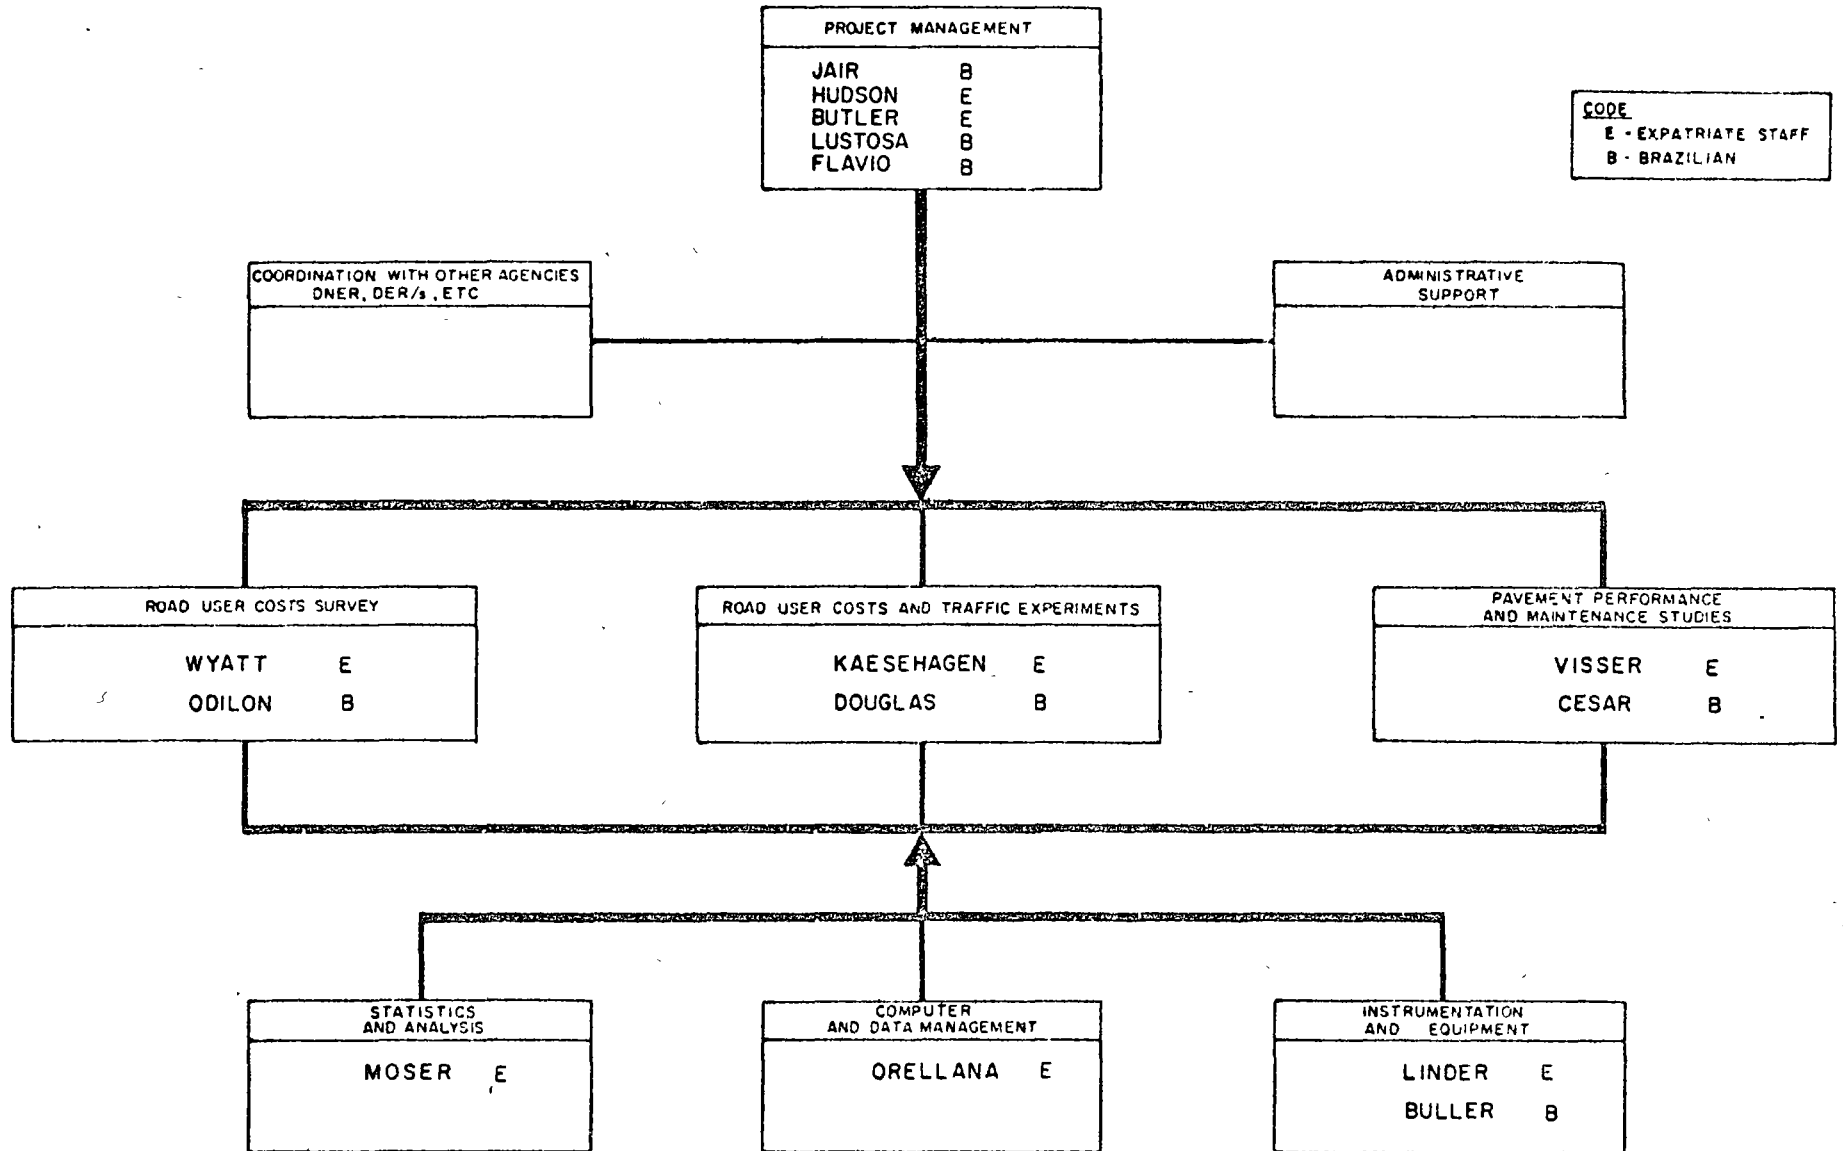 PROJECT MANAGEMENT
JAIR B
HUDSON E
BUTLER E
LUSTOSA B
FLAVIO B
CODE
E - EXPATRIATE STAFF
B - BRAZILIAN
COORDINATION WITH OTHER AGENCIES
DNER, DER/s, ETC
ADMINISTRATIVE
SUPPORT
ROAD USER COSTS SURVEY
WYATT E
ODILON B
ROAD USER COSTS AND TRAFFIC EXPERIMENTS
KAESEHAGEN E
DOUGLAS B
PAVEMENT PERFORMANCE
AND MAINTENANCE STUDIES
VISSER E
CESAR B
STATISTICS
AND ANALYSIS
MOSER E
COMPUTER
AND DATA MANAGEMENT
ORELLANA E
INSTRUMENTATION
AND EQUIPMENT
LINDER E
BULLER B